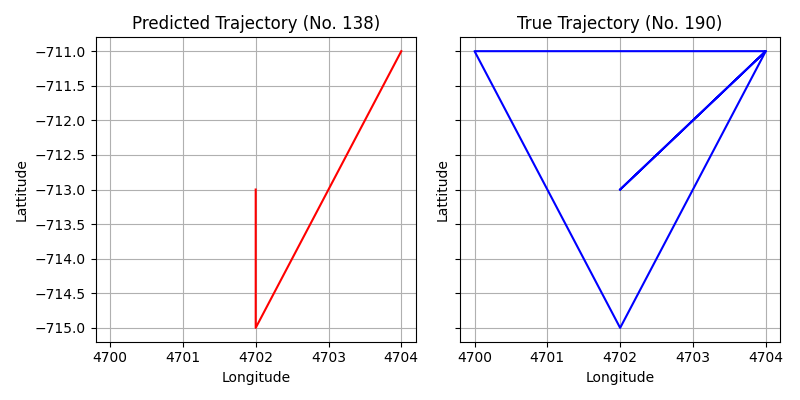 Predicted Trajectory (No. 138)
True Trajectory (No. 190)
−711.0
−711.5
−712.0
−712.5
−713.0
−713.5
−714.0
−714.5
−715.0
Lattitude
Lattitude
4700 4701 4702 4703 4704
4700 4701 4702 4703 4704
Longitude
Longitude